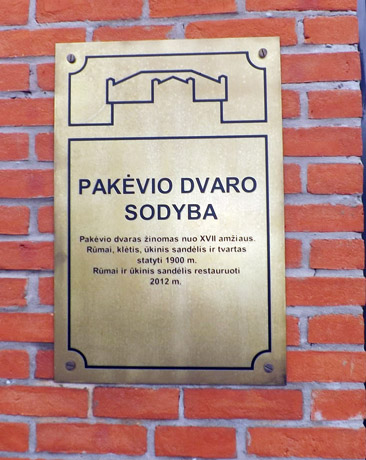 PAKĖVIO DVARO
SODYBA
Pakėvio dvaras žinomas nuo XVII amžiaus.
Rūmai, klėtis, ūkinis sandėlis ir tvartas
statyti 1900 m.
Rūmai ir ūkinis sandėlis restauruoti
2012 m.